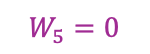 W₅ = 0